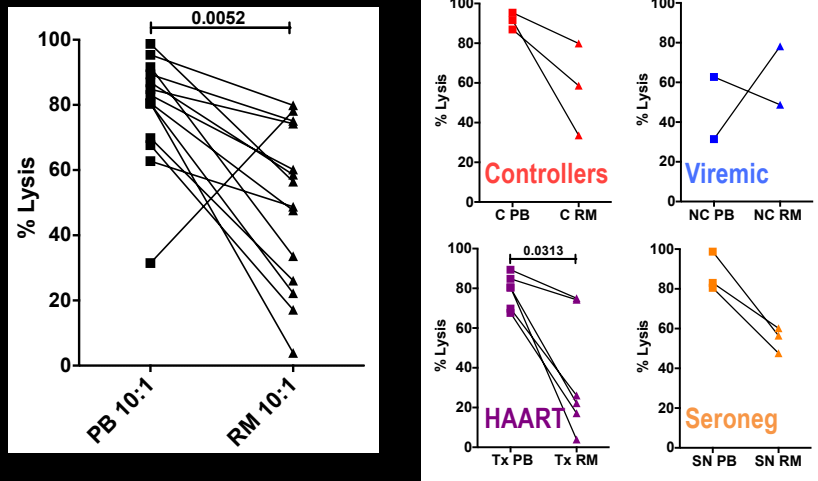 0.0052
100
80
60
40
20
0
% Lysis
PB 10:1
RM 10:1
100
80
60
40
20
0
% Lysis
Controllers
C PB
C RM
100
80
60
40
20
0
% Lysis
Viremic
NC PB
NC RM
0.0313
100
80
60
40
20
0
% Lysis
HAART
Tx PB
Tx RM
100
80
60
40
20
0
% Lysis
Seroneg
SN PB
SN RM